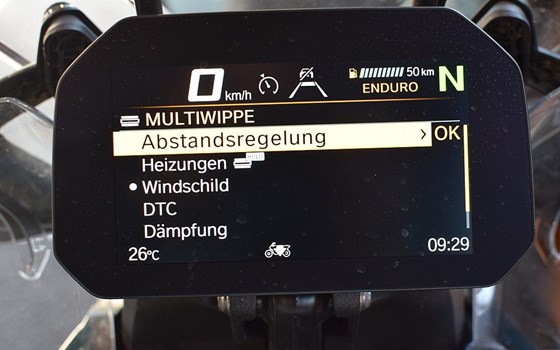 0 km/h 50 km N
ENDURO
MULTIWIPPE
Abstandsregelung > OK
Heizungen
• Windschild
DTC
Dämpfung
26°C 09:29